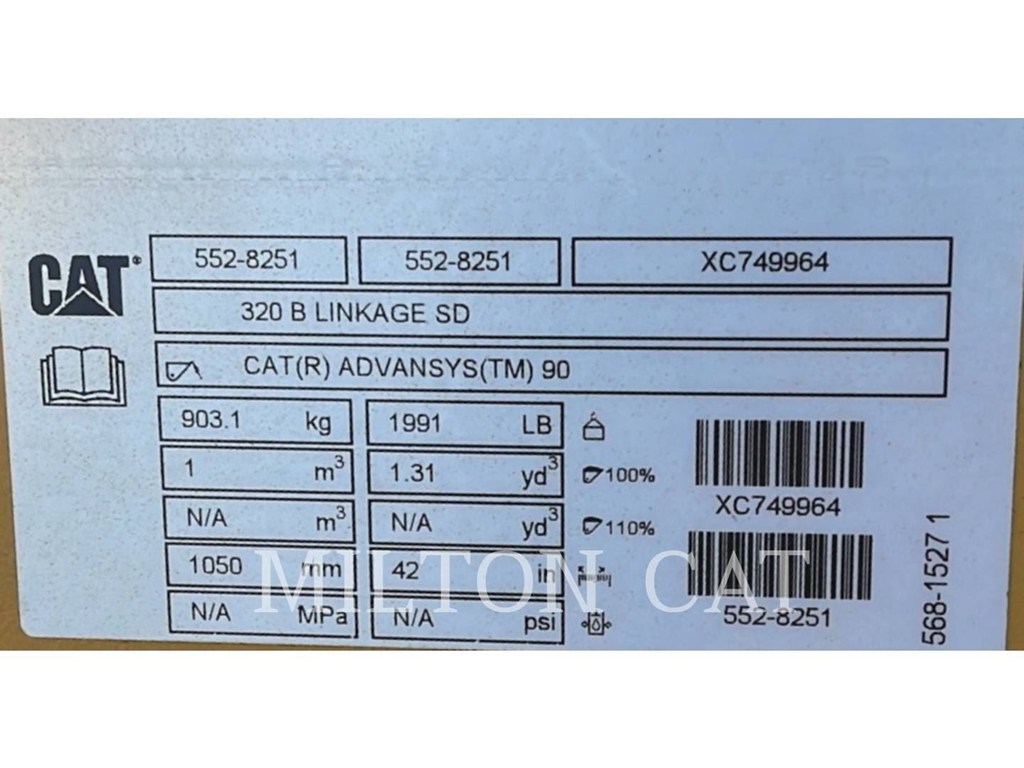 CAT®
552-8251 552-8251 XC749964
320 B LINKAGE SD
CAT(R) ADVANSYS(TM) 90
903.1 kg 1991 LB
1 m³ 1.31 yd³ 100%
XC749964
N/A m³ N/A yd³ 110%
1050 mm 42 in
N/A MPa N/A psi
552-8251
568-1527 1
MILTON CAT